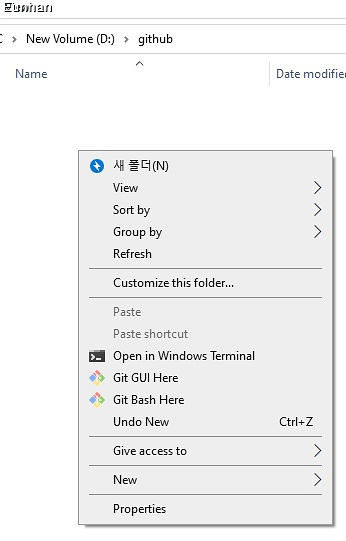 C > New Volume (D:) > github
Name Date modifie
새 폴더(N)
View
Sort by
Group by
Refresh
Customize this folder...
Paste
Paste shortcut
Open in Windows Terminal
Git GUI Here
Git Bash Here
Undo New Ctrl+Z
Give access to
New
Properties